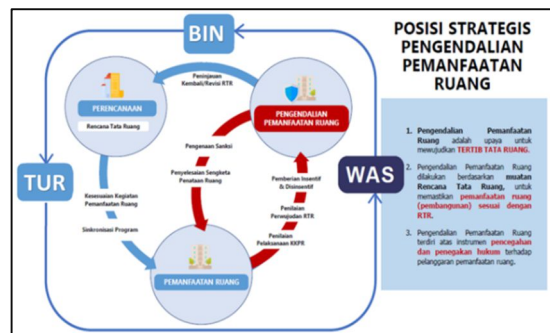 BIN
TUR
WAS
PERENCANAAN
Rencana Tata Ruang
Peninjauan
Kembali/Revisi RTR
PENGENDALIAN
PEMANFAATAN RUANG
Pengenaan Sanksi
Penyelesaian Sengketa
Penataan Ruang
Pemberian Insentif
& Disinsentif
Penilaian
Perwujudan RTR
Penilaian
Pelaksanaan KKPR
Kesesuaian Kegiatan
Pemanfaatan Ruang
Sinkronisasi Program
PEMANFAATAN RUANG
POSISI STRATEGIS
PENGENDALIAN
PEMANFAATAN
RUANG
1. Pengendalian Pemanfaatan
Ruang adalah upaya untuk
mewujudkan TERTIB TATA RUANG.
2. Pengendalian Pemanfaatan Ruang
dilakukan berdasarkan muatan
Rencana Tata Ruang, untuk
memastikan pemanfaatan ruang
(pembangunan) sesuai dengan
RTR.
3. Pengendalian Pemanfaatan Ruang
terdiri atas instrumen pencegahan
dan penegakan hukum terhadap
pelanggaran pemanfaatan ruang.